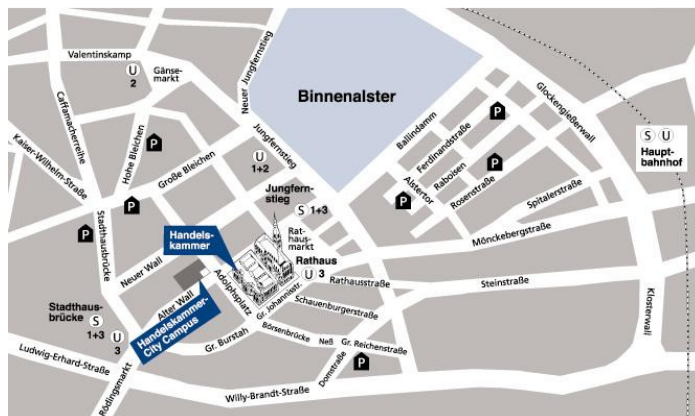 Valentinskamp
U
2
Gänse-
markt
Caffamacherreihe
Kaiser-Wilhelm-Straße
Hohe Bleichen
P
Große Bleichen
P
P
Stadthausbrücke
Neuer Jungfernstieg
Jungfernstieg
U
1+2
Binnenalster
Jungfern-
stieg
S 1+3
Rat-
haus-
markt
Rathaus
U 3
Handels-
kammer
Neuer Wall
Alter Wall
Adolphsplatz
Handelskammer-
City Campus
Stadthaus-
brücke
S
1+3
U
3
Ludwig-Erhard-Straße
Rödingsmarkt
Gr. Burstah
Gr. Johannisstr.
Börsenbrücke
Neß
Gr. Reichenstraße
Domstraße
P
Willy-Brandt-Straße
Rathausstraße
Schauenburgerstraße
Ballindamm
Ferdinandstraße
Alstertor
Raboisen
Rosenstraße
P
P
P
Glockengießerwall
Spitalerstraße
Mönckebergstraße
Steinstraße
S U
Haupt-
bahnhof
Klosterwall